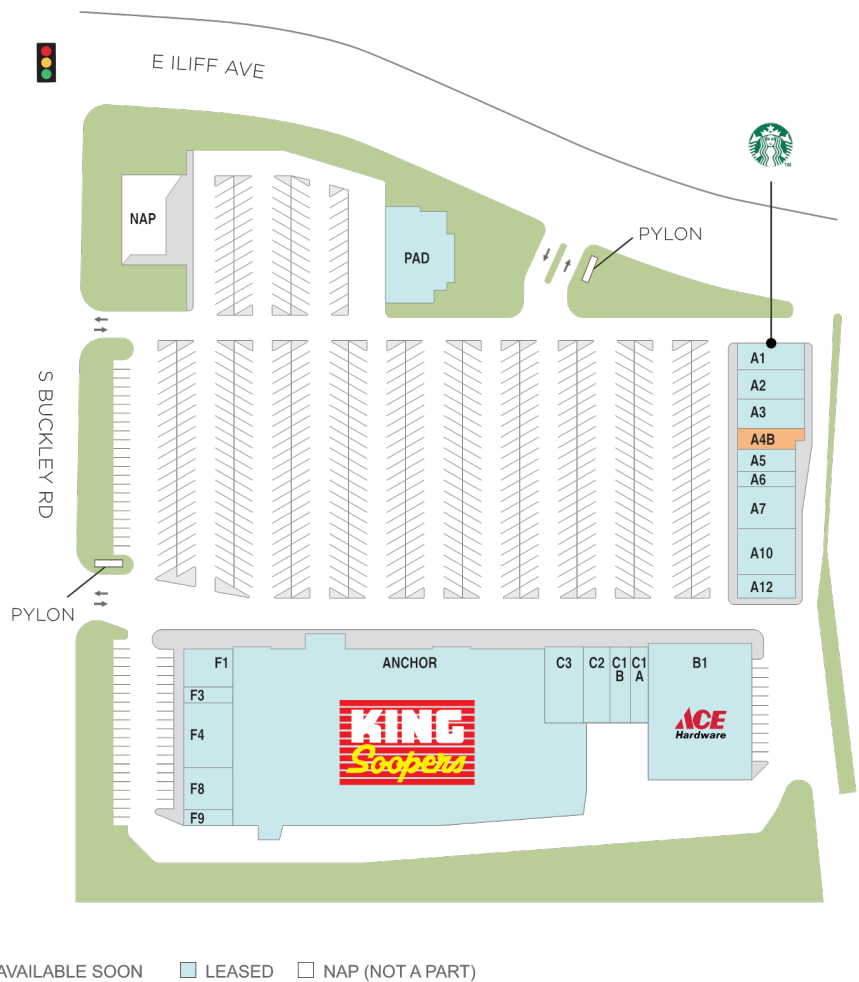 E ILIFF AVE
TM
NAP
PYLON
PAD
S BUCKLEY RD
A1
A2
A3
A4B
A5
A6
A7
A10
A12
PYLON
F1
ANCHOR
C3
C2
C1
B
C1
A
B1
F3
F4
F8
F9
KING
Soopers
ACE
Hardware
AVAILABLE SOON
LEASED
NAP (NOT A PART)